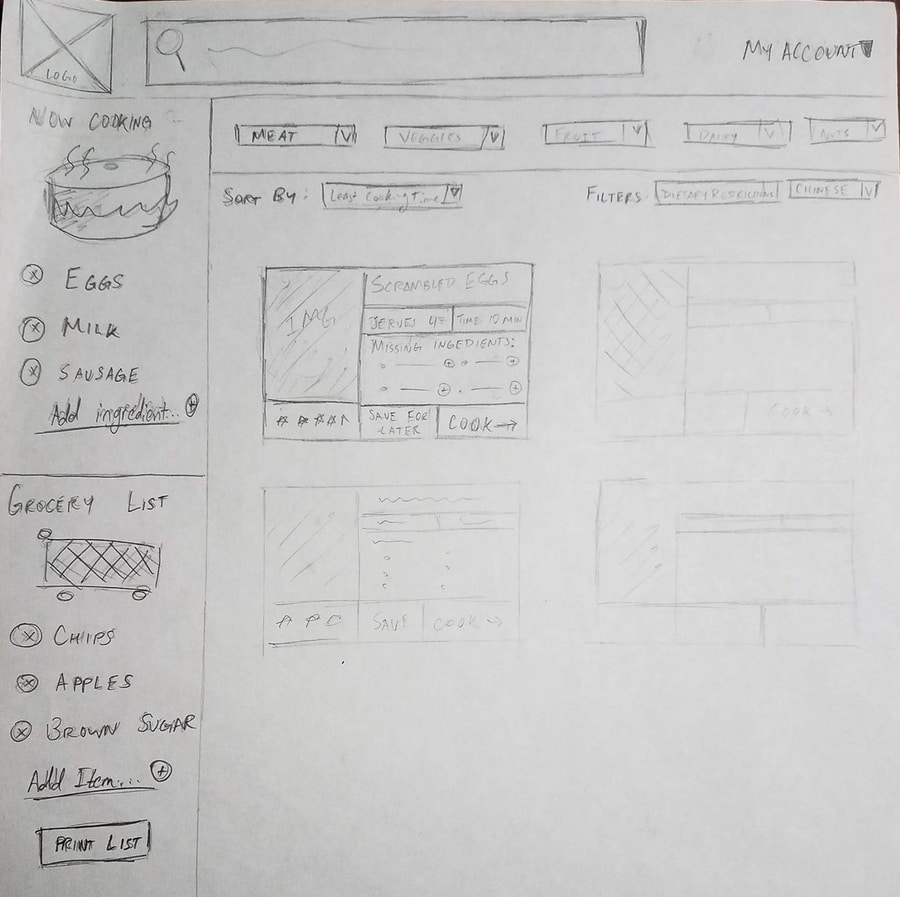 LOGO
MY ACCOUNT
NOW COOKING
MEAT
VEGGIES
FRUIT
DAIRY
NUTS
SORT BY:
Least Cooking Time
FILTERS:
DIETARY RESTRICTIONS
CHINESE
EGGS
MILK
SAUSAGE
Add ingredient...
IMG
SCRAMBLED EGGS
SERVES 4
TIME: 10 MIN
MISSING INGEDIENTS:
SAVE FOR
LATER
COOK
COOK
GROCERY LIST
SAVE
COOK
CHIPS
APPLES
BROWN SUGAR
Add Item....
PRINT LIST